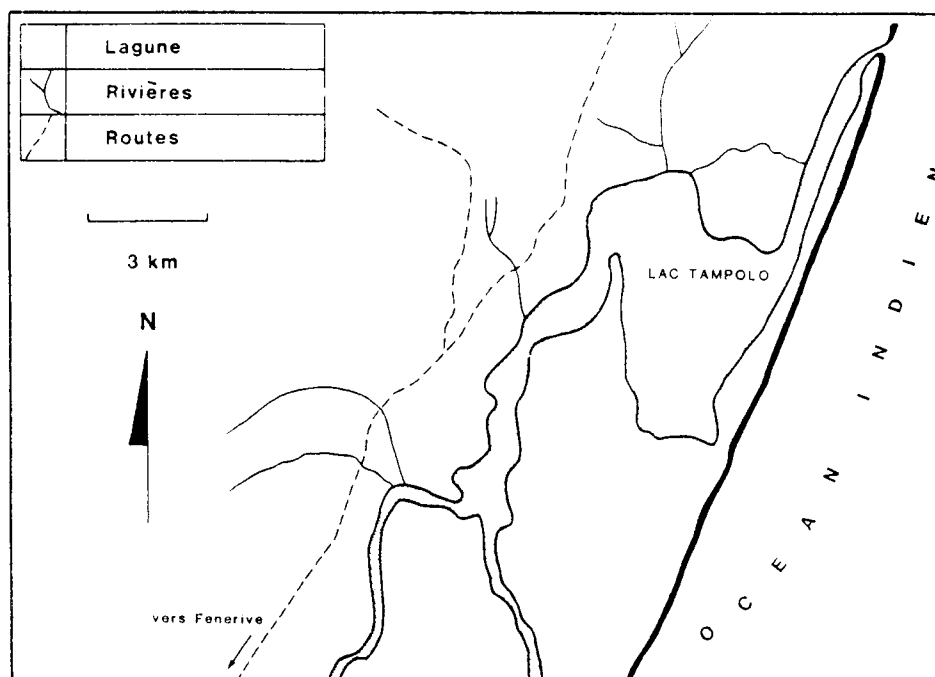 Lagune
Rivières
Routes
3 km
N
LAC TAMPOLO
OCEAN INDIEN
vers Fenerive